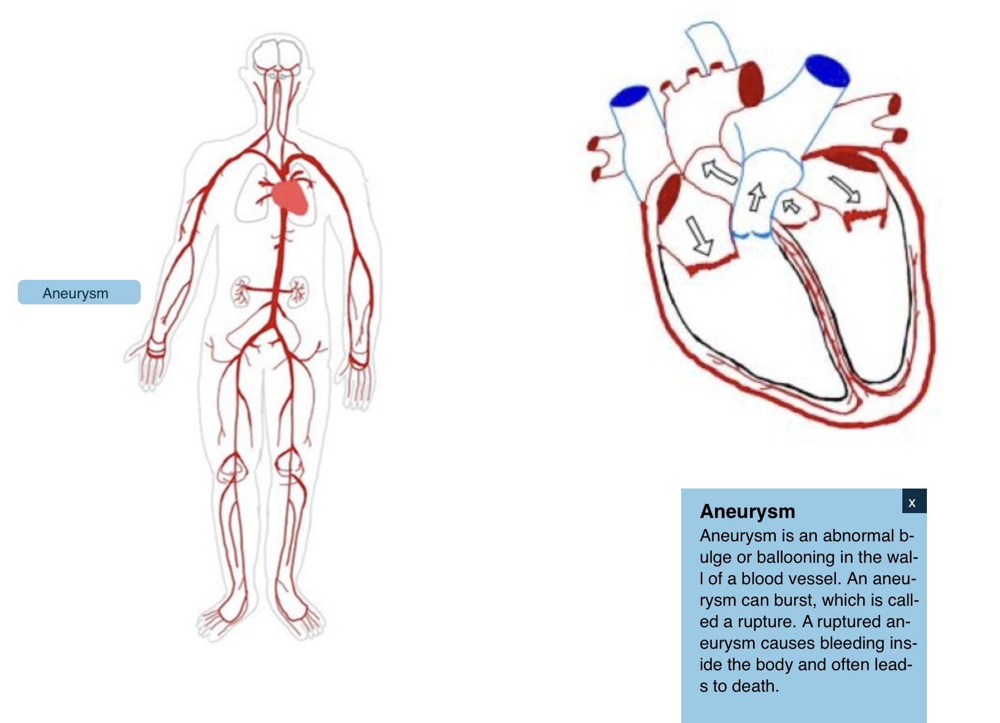 Aneurysm
x
Aneurysm
Aneurysm is an abnormal b-
ulge or ballooning in the wal-
l of a blood vessel. An aneu-
rysm can burst, which is call-
ed a rupture. A ruptured an-
eurysm causes bleeding ins-
ide the body and often lead-
s to death.